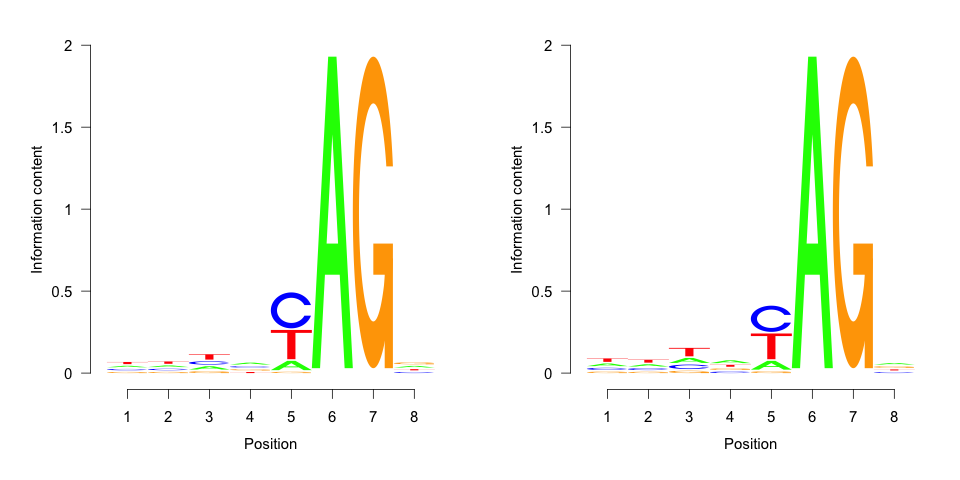 2
1.5
1
0.5
0
Information content
C
T
A
A
G
1 2 3 4 5 6 7 8
Position
2
1.5
1
0.5
0
Information content
C
T
A
A
G
1 2 3 4 5 6 7 8
Position